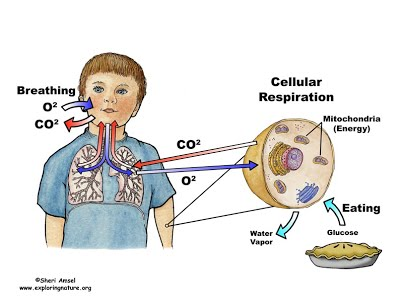 Breathing
O²
CO²
Cellular
Respiration
Mitochondria
(Energy)
CO²
O²
Eating
Water
Vapor
Glucose
©Sheri Amsel
www.exploringnature.org